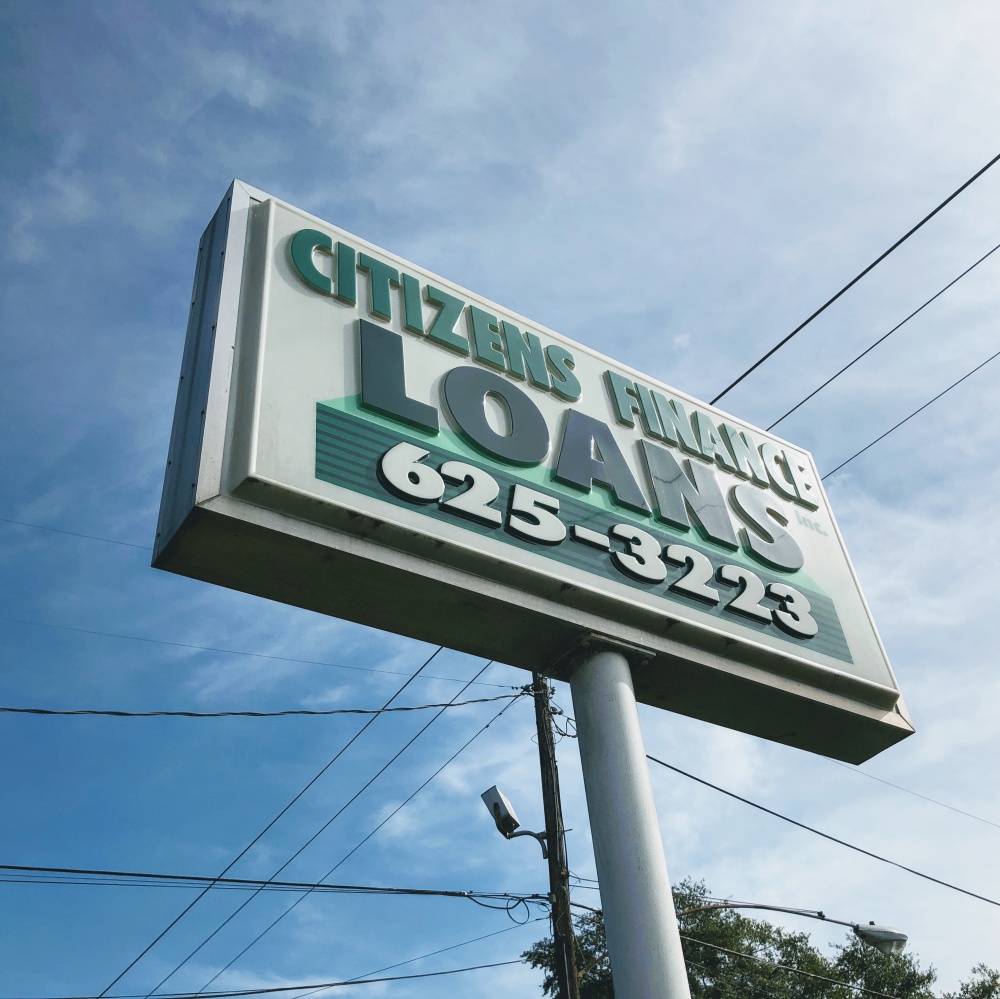 CITIZENS FINANCE
Inc.
LOANS
625-3223